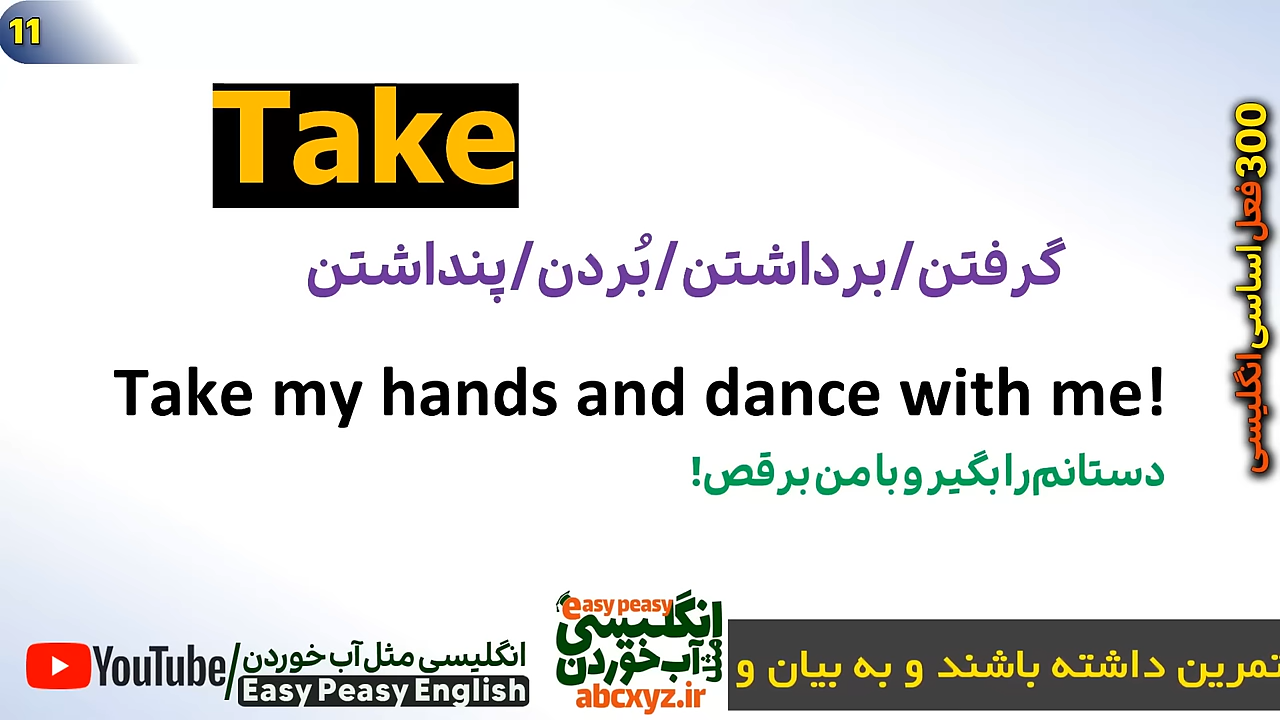 11
Take
گرفتن/برداشتن/بُردن/پنداشتن
Take my hands and dance with me!
دستانم را بگیر و با من برقص!
300 فعل اساسی انگلیسی
YouTube/انگلیسی مثل آب خوردن
Easy Peasy English
easy peasy
انگلیسی
مثل
آب خوردن
abcxyz.ir
تمرین داشته باشند و به بیان و